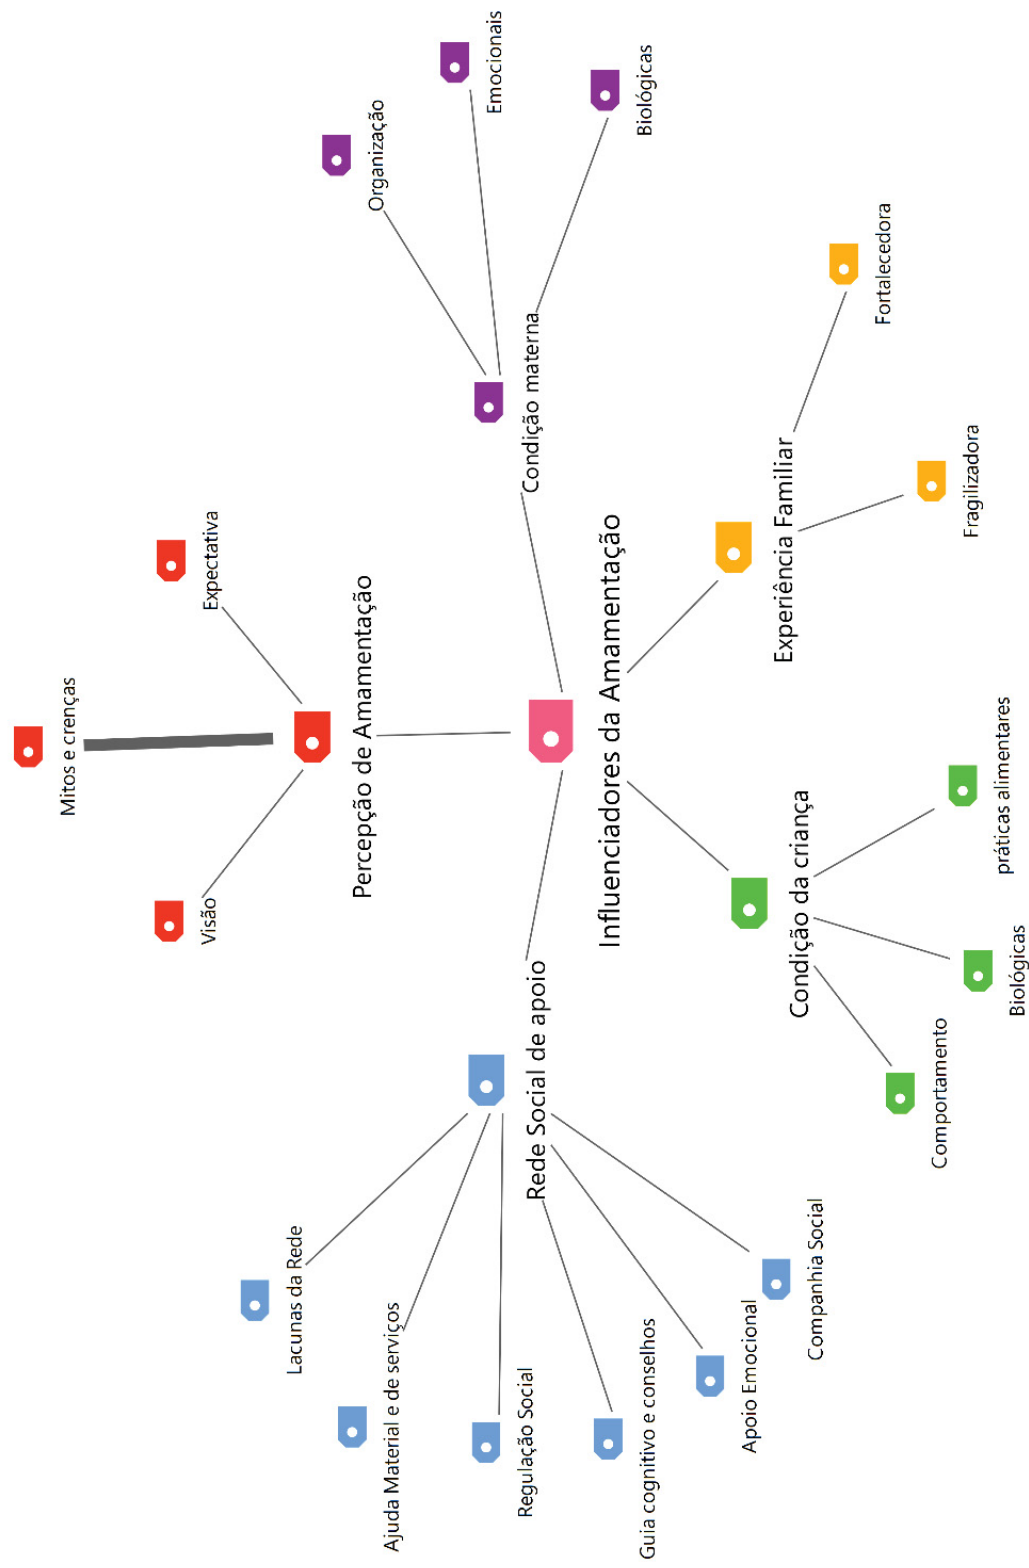 Mitos e crenças
Visão
Expectativa
Percepção de Amamentação
Organização
Emocionais
Biológicas
Condição materna
Lacunas da Rede
Ajuda Material e de serviços
Regulação Social
Guia cognitivo e conselhos
Apoio Emocional
Companhia Social
Rede Social de apoio
Influenciadores da Amamentação
Experiência Familiar
Fortalecedora
Fragilizadora
Condição da criança
Comportamento
Biológicas
práticas alimentares